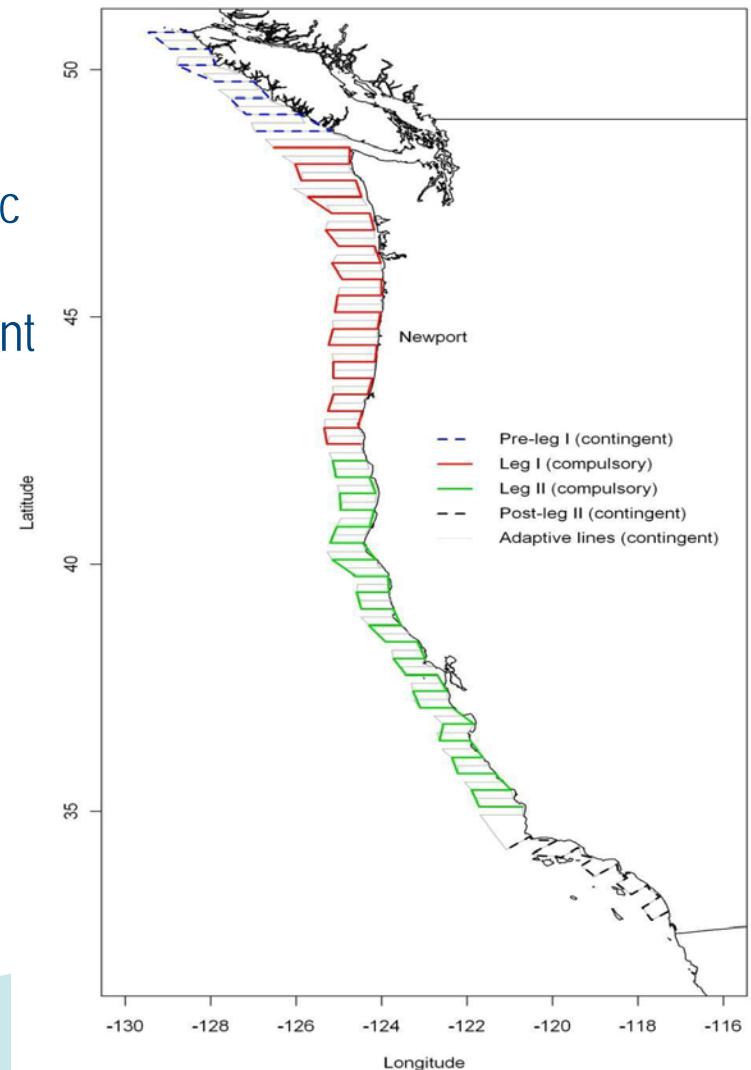 c
nt
50
45
40
35
Latitude
Newport
Pre-leg I (contingent)
Leg I (compulsory)
Leg II (compulsory)
Post-leg II (contingent)
Adaptive lines (contingent)
-130 -128 -126 -124 -122 -120 -118 -116
Longitude